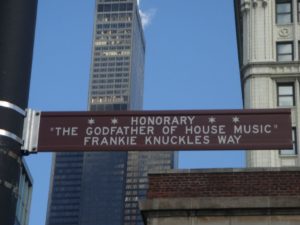 * * HONORARY * *
"THE GODFATHER OF HOUSE MUSIC"
FRANKIE KNUCKLES WAY